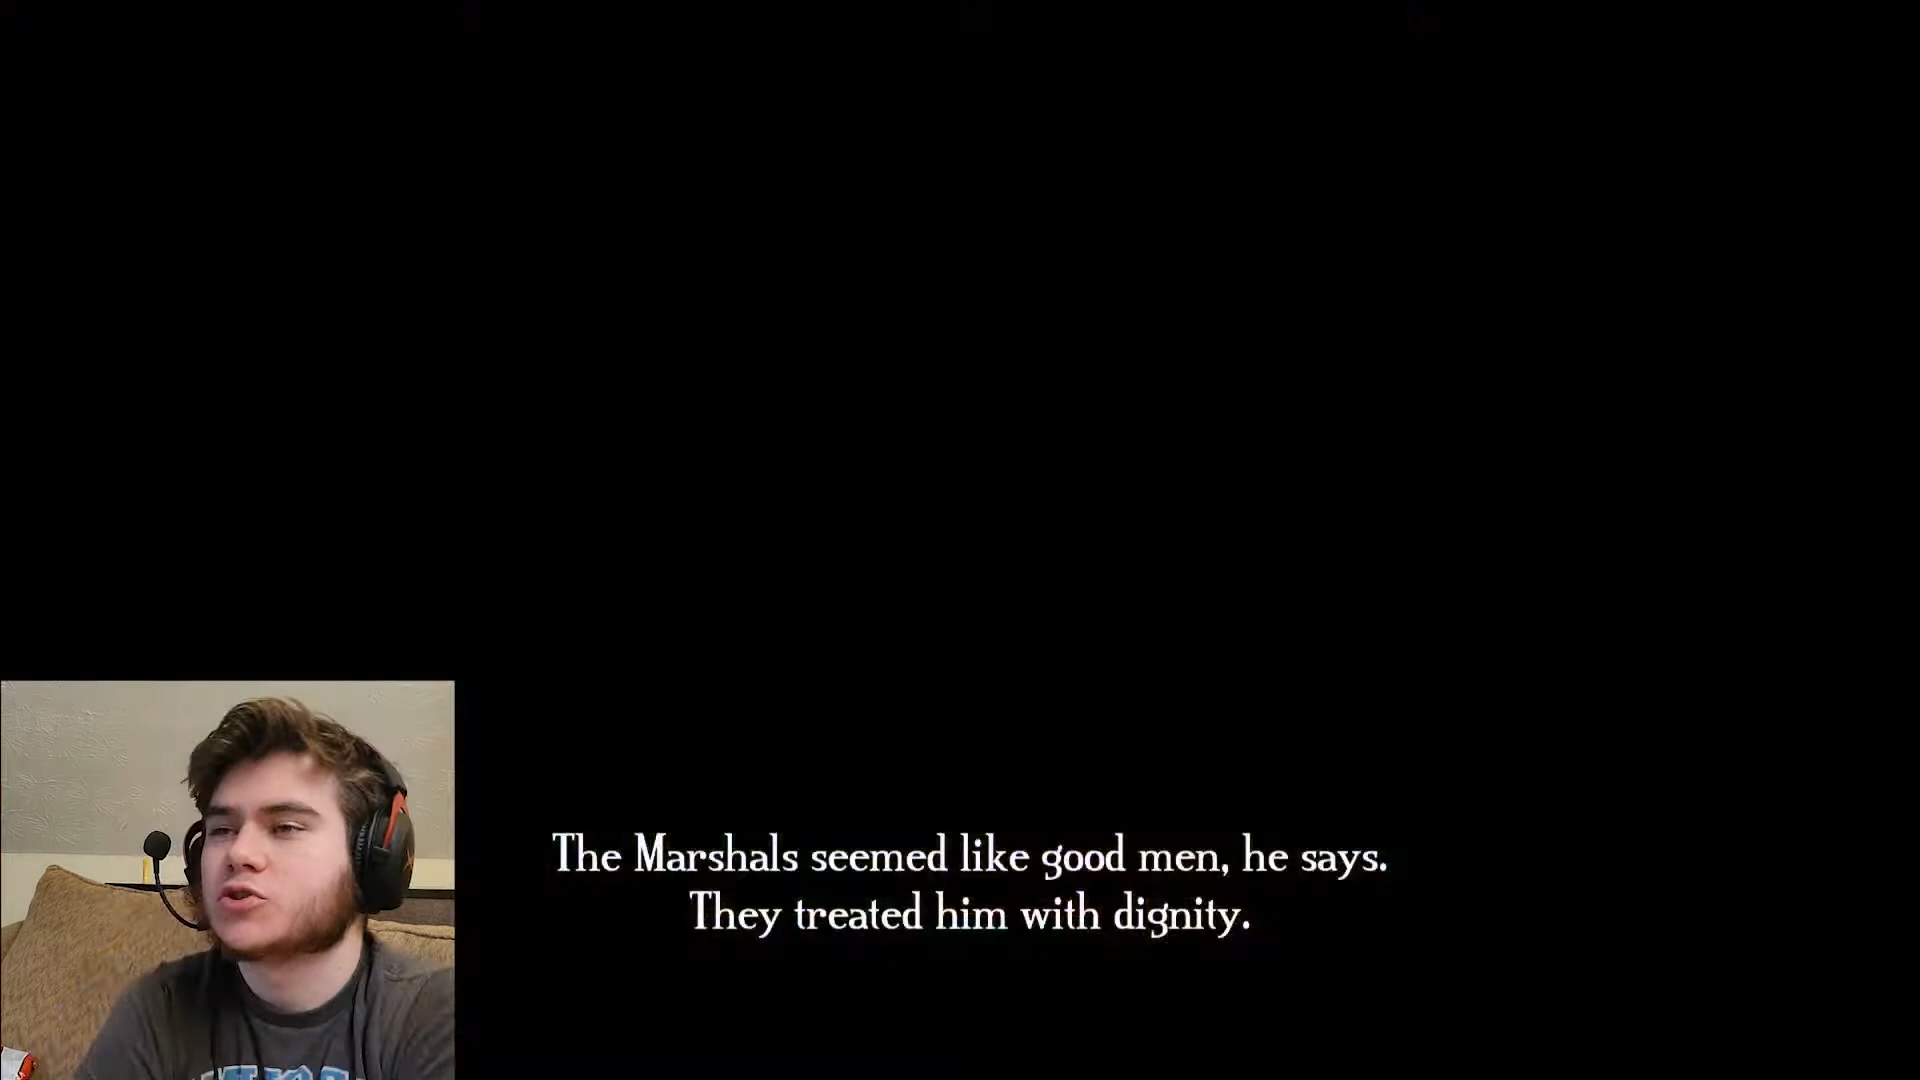 The Marshals seemed like good men, he says.
They treated him with dignity.